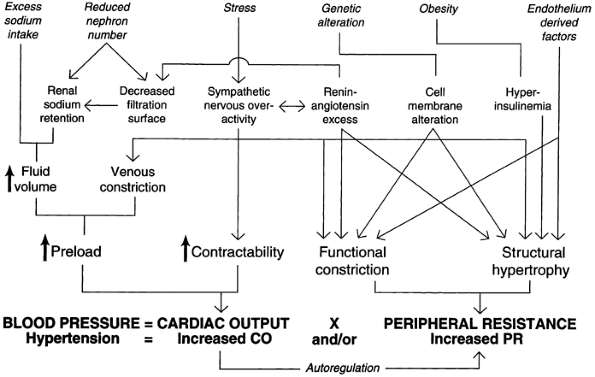 Excess
sodium
intake
Reduced
nephron
number
Stress
Genetic
alteration
Obesity
Endothelium
derived
factors
Renal
sodium
retention
Decreased
filtration
surface
Sympathetic
nervous over-
activity
Renin-
angiotensin
excess
Cell
membrane
alteration
Hyper-
insulinemia
Fluid
volume
Venous
constriction
Preload
Contractability
Functional
constriction
Structural
hypertrophy
BLOOD PRESSURE = CARDIAC OUTPUT X PERIPHERAL RESISTANCE
Hypertension = Increased CO and/or Increased PR
Autoregulation